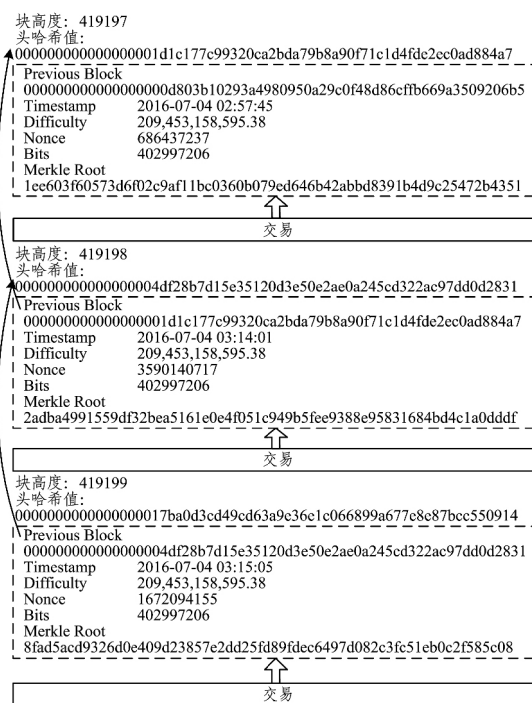 块高度: 419197
头哈希值:
000000000000000001d1c177c99320ca2bda79b8a90f71c1d4fde2ec0ad884a7
Previous Block
000000000000000000d803b10293a4980950a29c0f48d86cffb669a3509206b5
Timestamp 2016-07-04 02:57:45
Difficulty 209,453,158,595.38
Nonce 686437237
Bits 402997206
Merkle Root
1ee603f60573d6f02c9af11bc0360b079ed646b42abbd8391b4d9c25472b4351
交易
块高度: 419198
头哈希值:
000000000000000004df28b7d15e35120d3e50e2ae0a245cd322ac97dd0d2831
Previous Block
000000000000000001d1c177c99320ca2bda79b8a90f71c1d4fde2ec0ad884a7
Timestamp 2016-07-04 03:14:01
Difficulty 209,453,158,595.38
Nonce 3590140717
Bits 402997206
Merkle Root
2adba4991559df32bea5161e0e4f051c949b5fee9388e95831684bd4c1a0dddf
交易
块高度: 419199
头哈希值:
000000000000000017ba0d3cd49cd63a9c36e1c066899a677e8e87bcc550914
Previous Block
000000000000000004df28b7d15e35120d3e50e2ae0a245cd322ac97dd0d2831
Timestamp 2016-07-04 03:15:05
Difficulty 209,453,158,595.38
Nonce 1672094155
Bits 402997206
Merkle Root
8fad5acd9326d0e409d23857e2dd25fd89fdec6497d082c3fc51eb0c2f585c08
交易